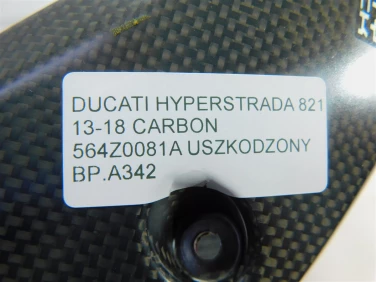 DUCATI HYPERSTRADA 821
13-18 CARBON
564Z0081A USZKODZONY
BP.A342